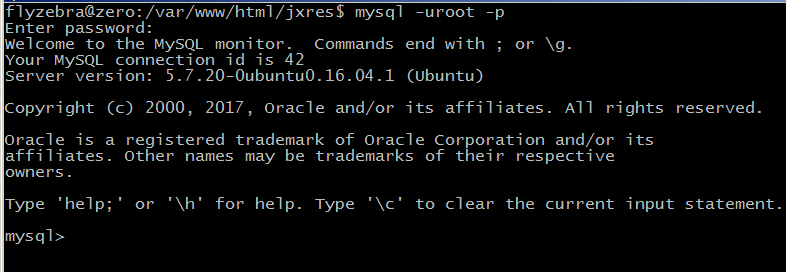 flyzebra@zero:/var/www/html/jxres$ mysql -uroot -p
Enter password:
Welcome to the MySQL monitor.  Commands end with ; or \g.
Your MySQL connection id is 42
Server version: 5.7.20-0ubuntu0.16.04.1 (Ubuntu)
Copyright (c) 2000, 2017, Oracle and/or its affiliates. All rights reserved.
Oracle is a registered trademark of Oracle Corporation and/or its
affiliates. Other names may be trademarks of their respective
owners.
Type 'help;' or '\h' for help. Type '\c' to clear the current input statement.
mysql>